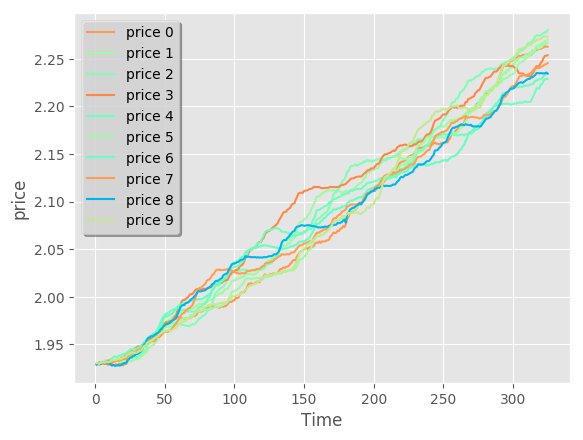 price 0
price 1
price 2
price 3
price 4
price 5
price 6
price 7
price 8
price 9
2.25
2.20
2.15
2.10
2.05
2.00
1.95
price
0 50 100 150 200 250 300
Time